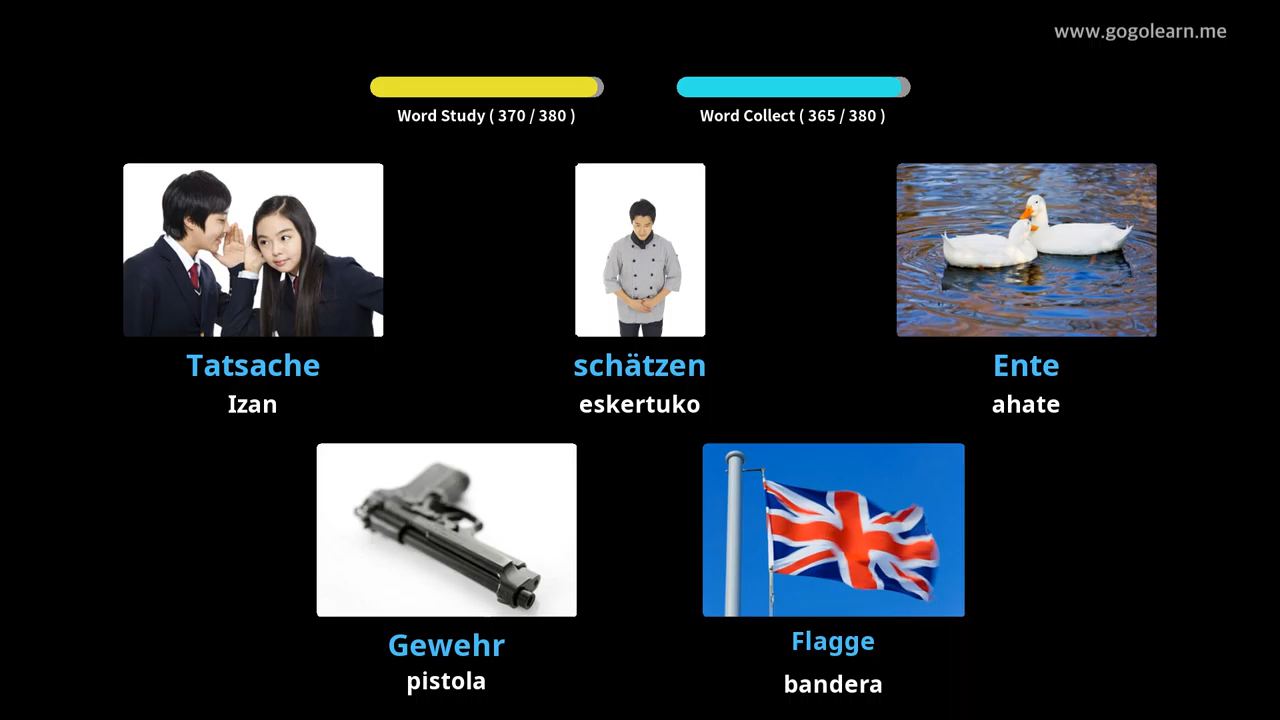 www.gogolearn.me
Word Study ( 370 / 380 )
Word Collect ( 365 / 380 )
Tatsache
schätzen
Ente
Izan
eskertuko
ahate
Gewehr
Flagge
pistola
bandera